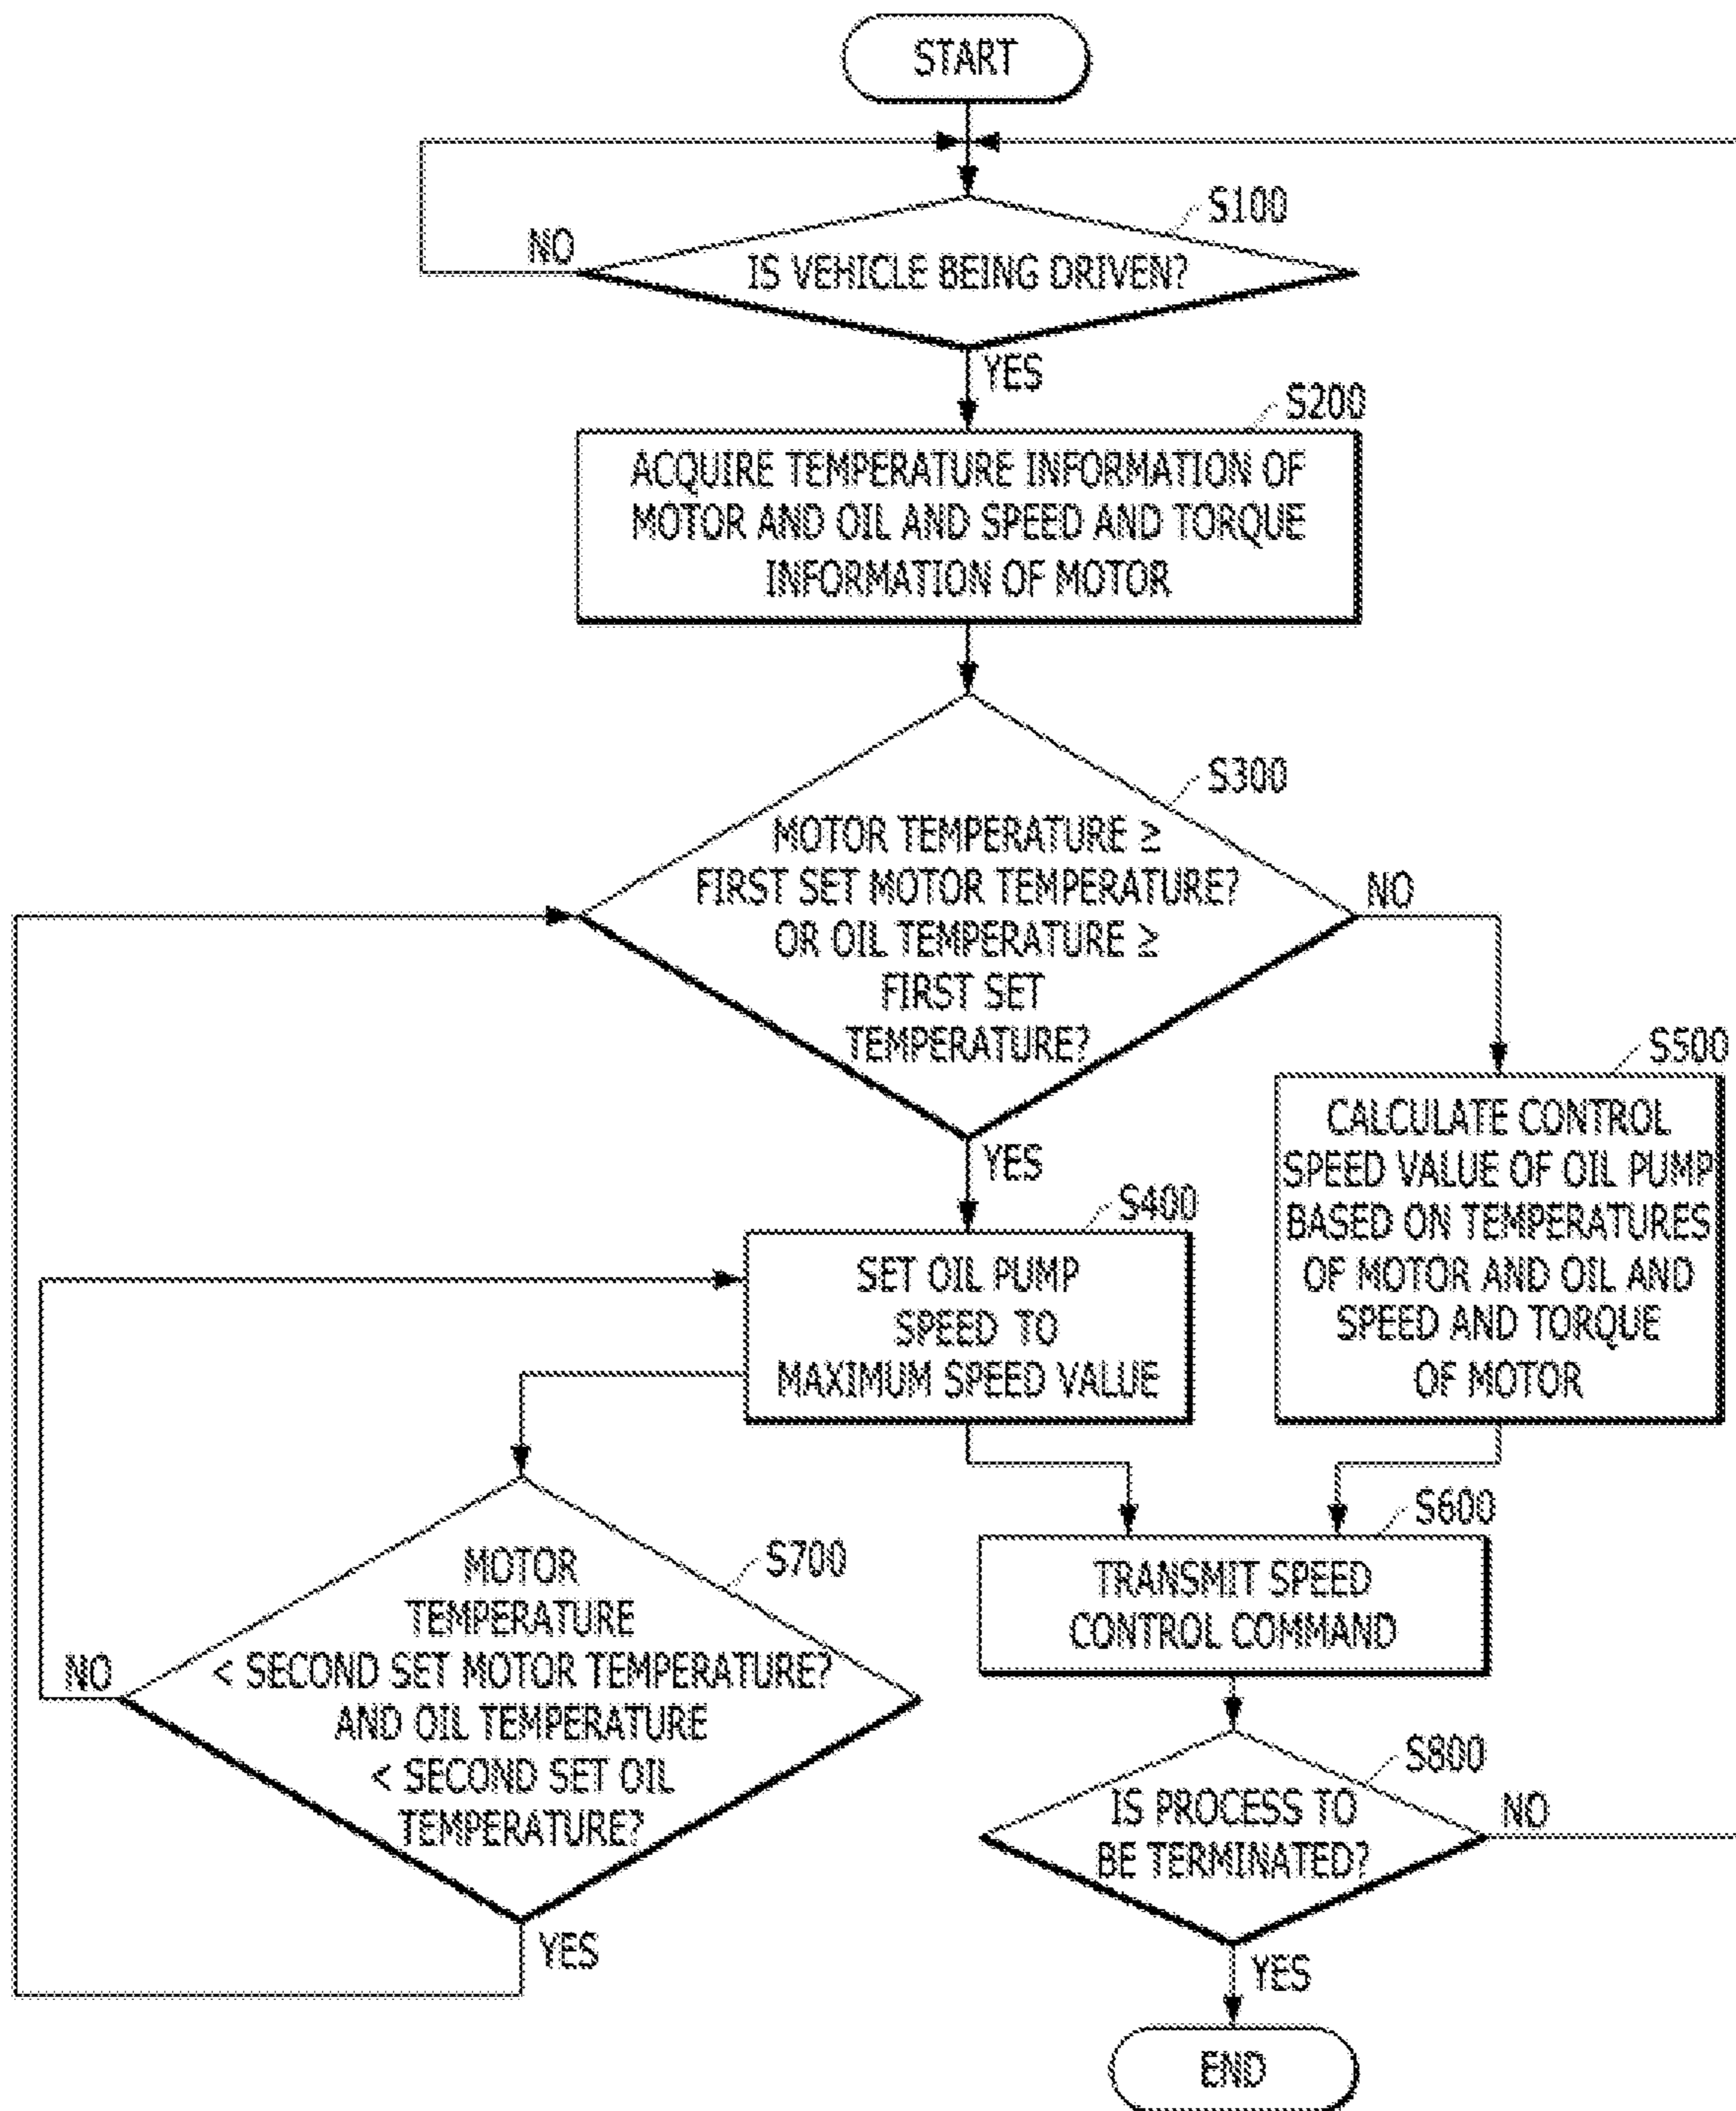 START
S100
NO
IS VEHICLE BEING DRIVEN?
YES
S200
ACQUIRE TEMPERATURE INFORMATION OF
MOTOR AND OIL AND SPEED AND TORQUE
INFORMATION OF MOTOR
S300
MOTOR TEMPERATURE ≥
FIRST SET MOTOR TEMPERATURE?
OR OIL TEMPERATURE ≥
FIRST SET
TEMPERATURE?
NO
YES
S500
CALCULATE CONTROL
SPEED VALUE OF OIL PUMP
BASED ON TEMPERATURES
OF MOTOR AND OIL AND
SPEED AND TORQUE
OF MOTOR
S400
SET OIL PUMP
SPEED TO
MAXIMUM SPEED VALUE
S600
TRANSMIT SPEED
CONTROL COMMAND
S700
MOTOR
TEMPERATURE
< SECOND SET MOTOR TEMPERATURE?
AND OIL TEMPERATURE
< SECOND SET OIL
TEMPERATURE?
NO
YES
S800
IS PROCESS TO
BE TERMINATED?
NO
YES
END